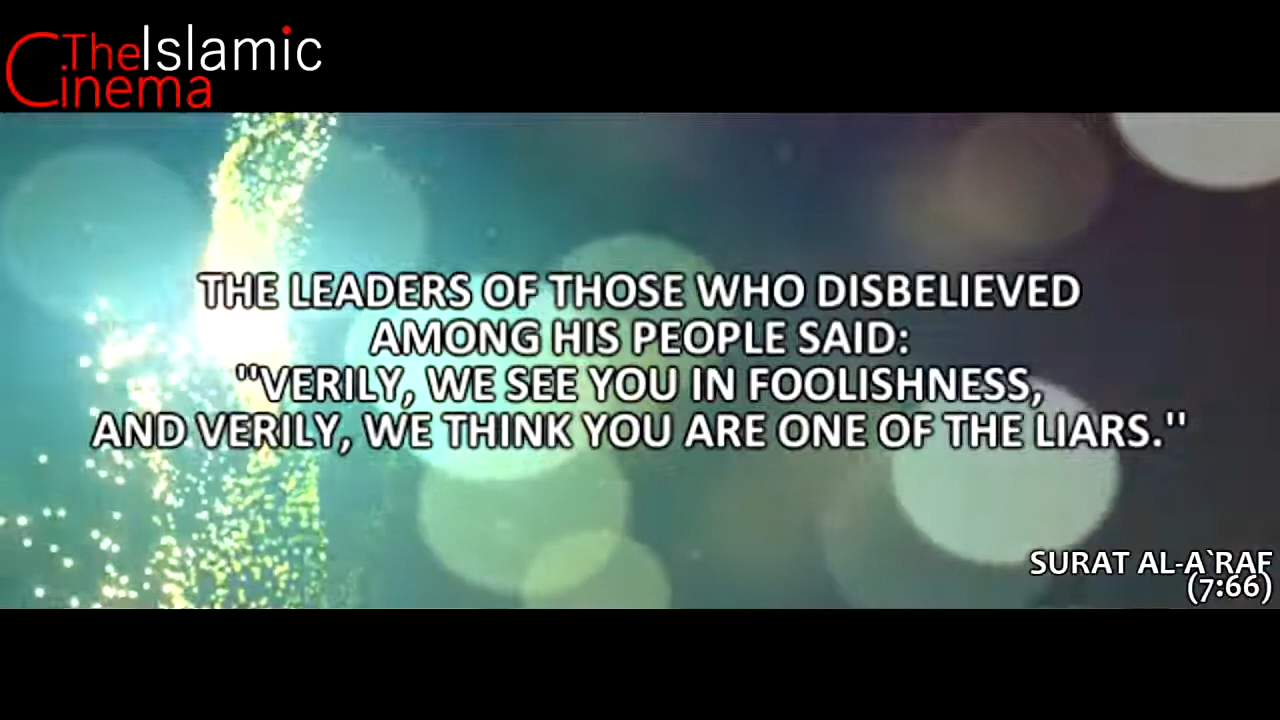 TheIslamic
Cinema
THE LEADERS OF THOSE WHO DISBELIEVED
AMONG HIS PEOPLE SAID:
"VERILY, WE SEE YOU IN FOOLISHNESS,
AND VERILY, WE THINK YOU ARE ONE OF THE LIARS."
SURAT AL-A`RAF
(7:66)